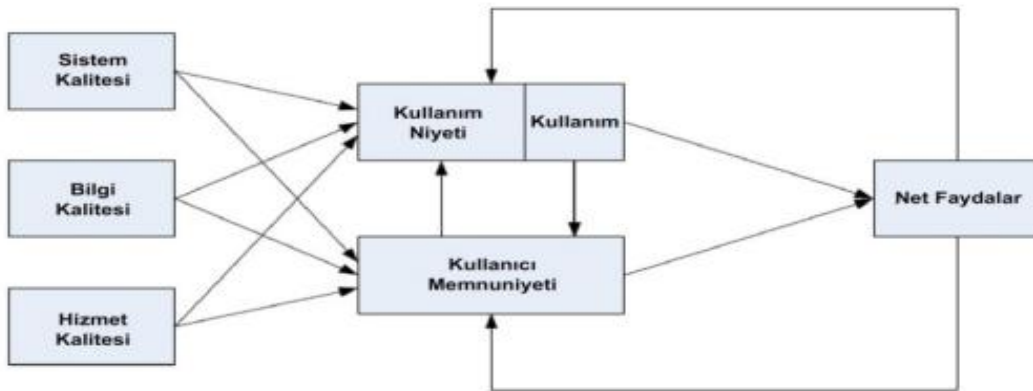 Sistem
Kalitesi
Kullanım
Niyeti
Kullanım
Bilgi
Kalitesi
Net Faydalar
Kullanıcı
Memnuniyeti
Hizmet
Kalitesi